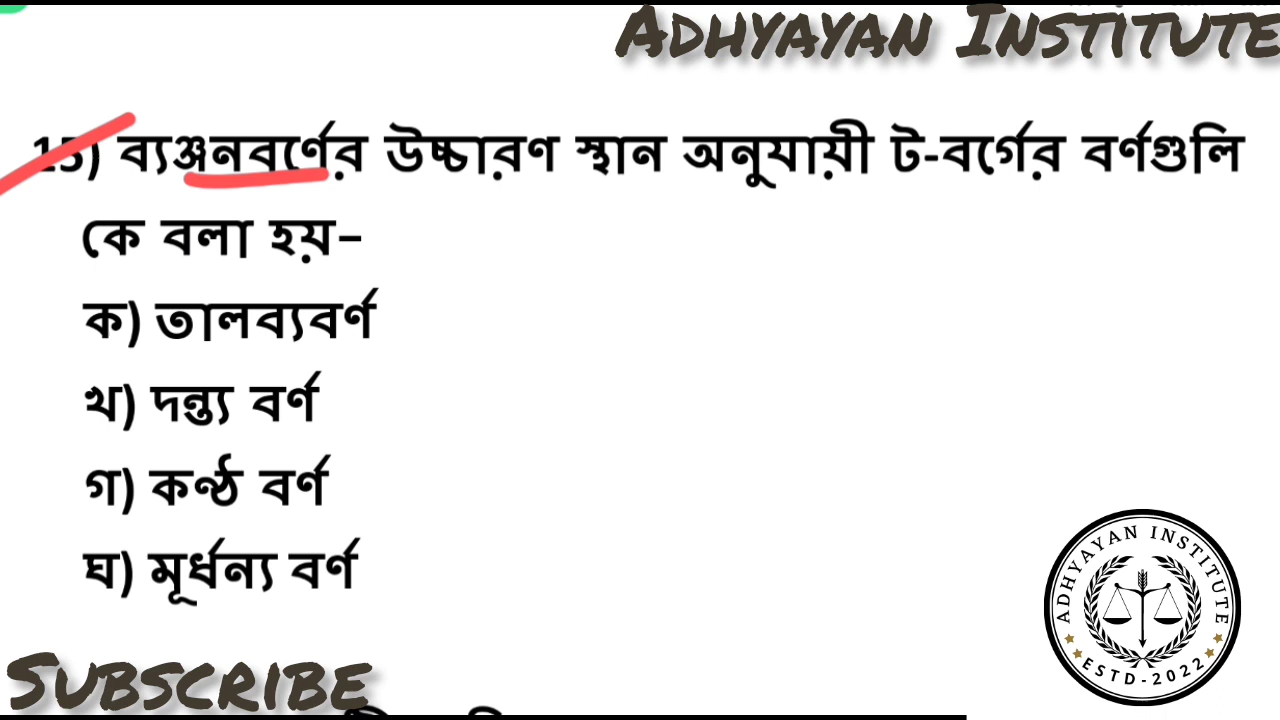 ADHYAYAN INSTITUTE
15) ব্যঞ্জনবর্ণের উচ্চারণ স্থান অনুযায়ী ট-বর্গের বর্ণগুলি
কে বলা হয়–
ক) তালব্যবর্ণ
খ) দন্ত্য বর্ণ
গ) কণ্ঠ বর্ণ
ঘ) মূর্ধন্য বর্ণ
ADHYAYAN INSTITUTE
ESTD-2022
SUBSCRIBE